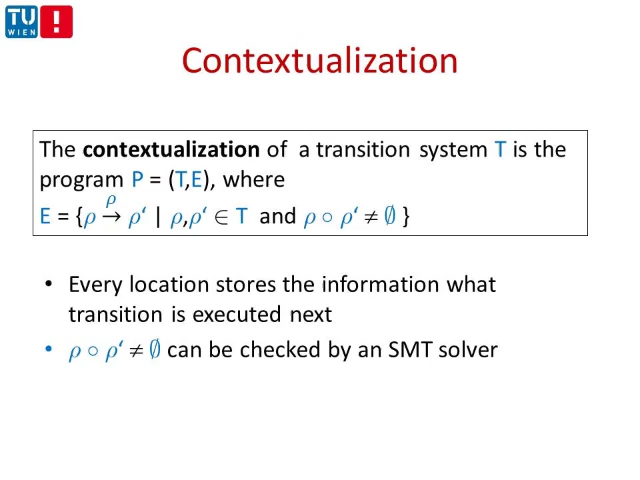 TU
WIEN
!
Contextualization
The contextualization of a transition system T is the
program P = (T,E), where
ρ
E = {ρ → ρ‘ | ρ,ρ‘ ∈ T and ρ ○ ρ‘ ≠ ∅ }
• Every location stores the information what
transition is executed next
• ρ ○ ρ‘ ≠ ∅ can be checked by an SMT solver